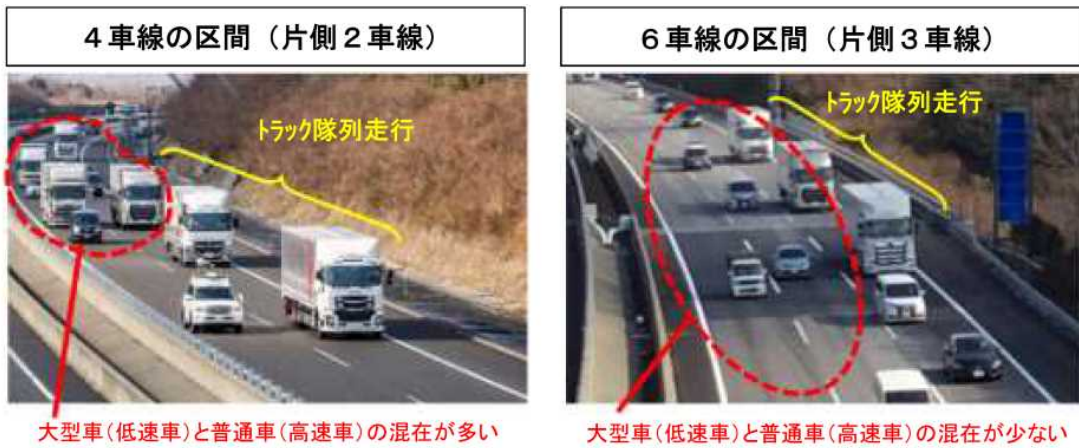 4車線の区間（片側2車線）
トラック隊列走行
大型車(低速車)と普通車(高速車)の混在が多い
6車線の区間（片側3車線）
トラック隊列走行
大型車(低速車)と普通車(高速車)の混在が少ない